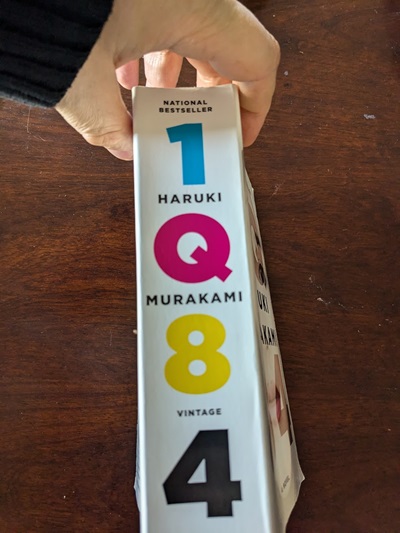 NATIONAL
BESTSELLER
1
HARUKI
Q
MURAKAMI
8
VINTAGE
4